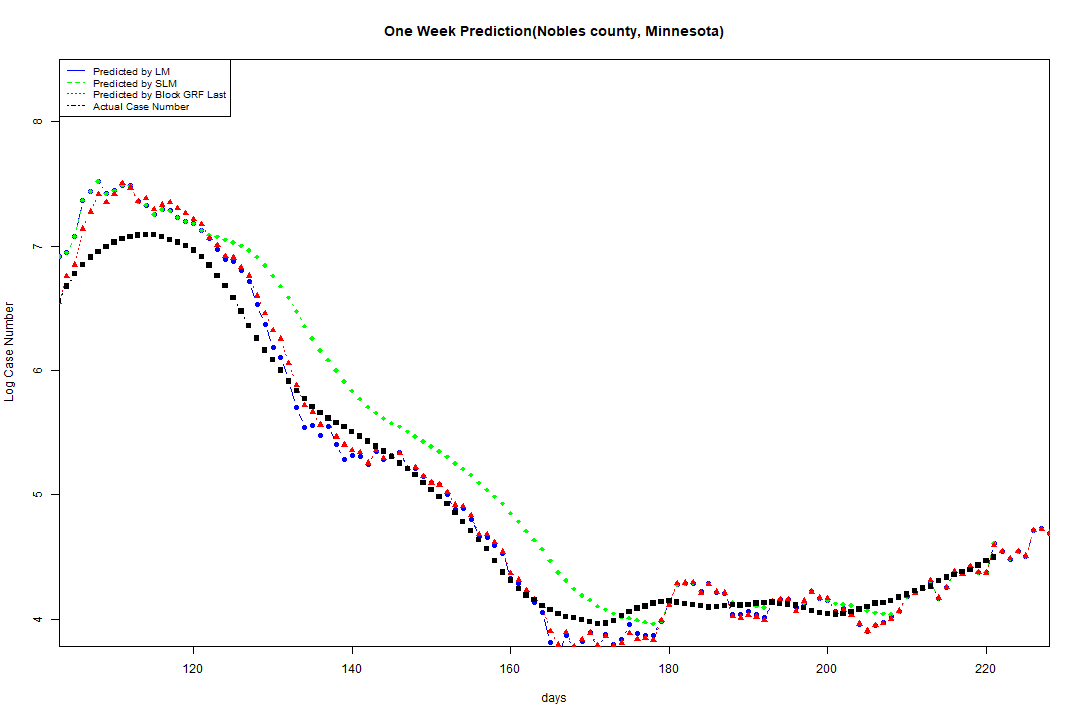 One Week Prediction(Nobles county, Minnesota)
Predicted by LM
Predicted by SLM
Predicted by Block GRF Last
Actual Case Number
Log Case Number
8
7
6
5
4
120 140 160 180 200 220
days